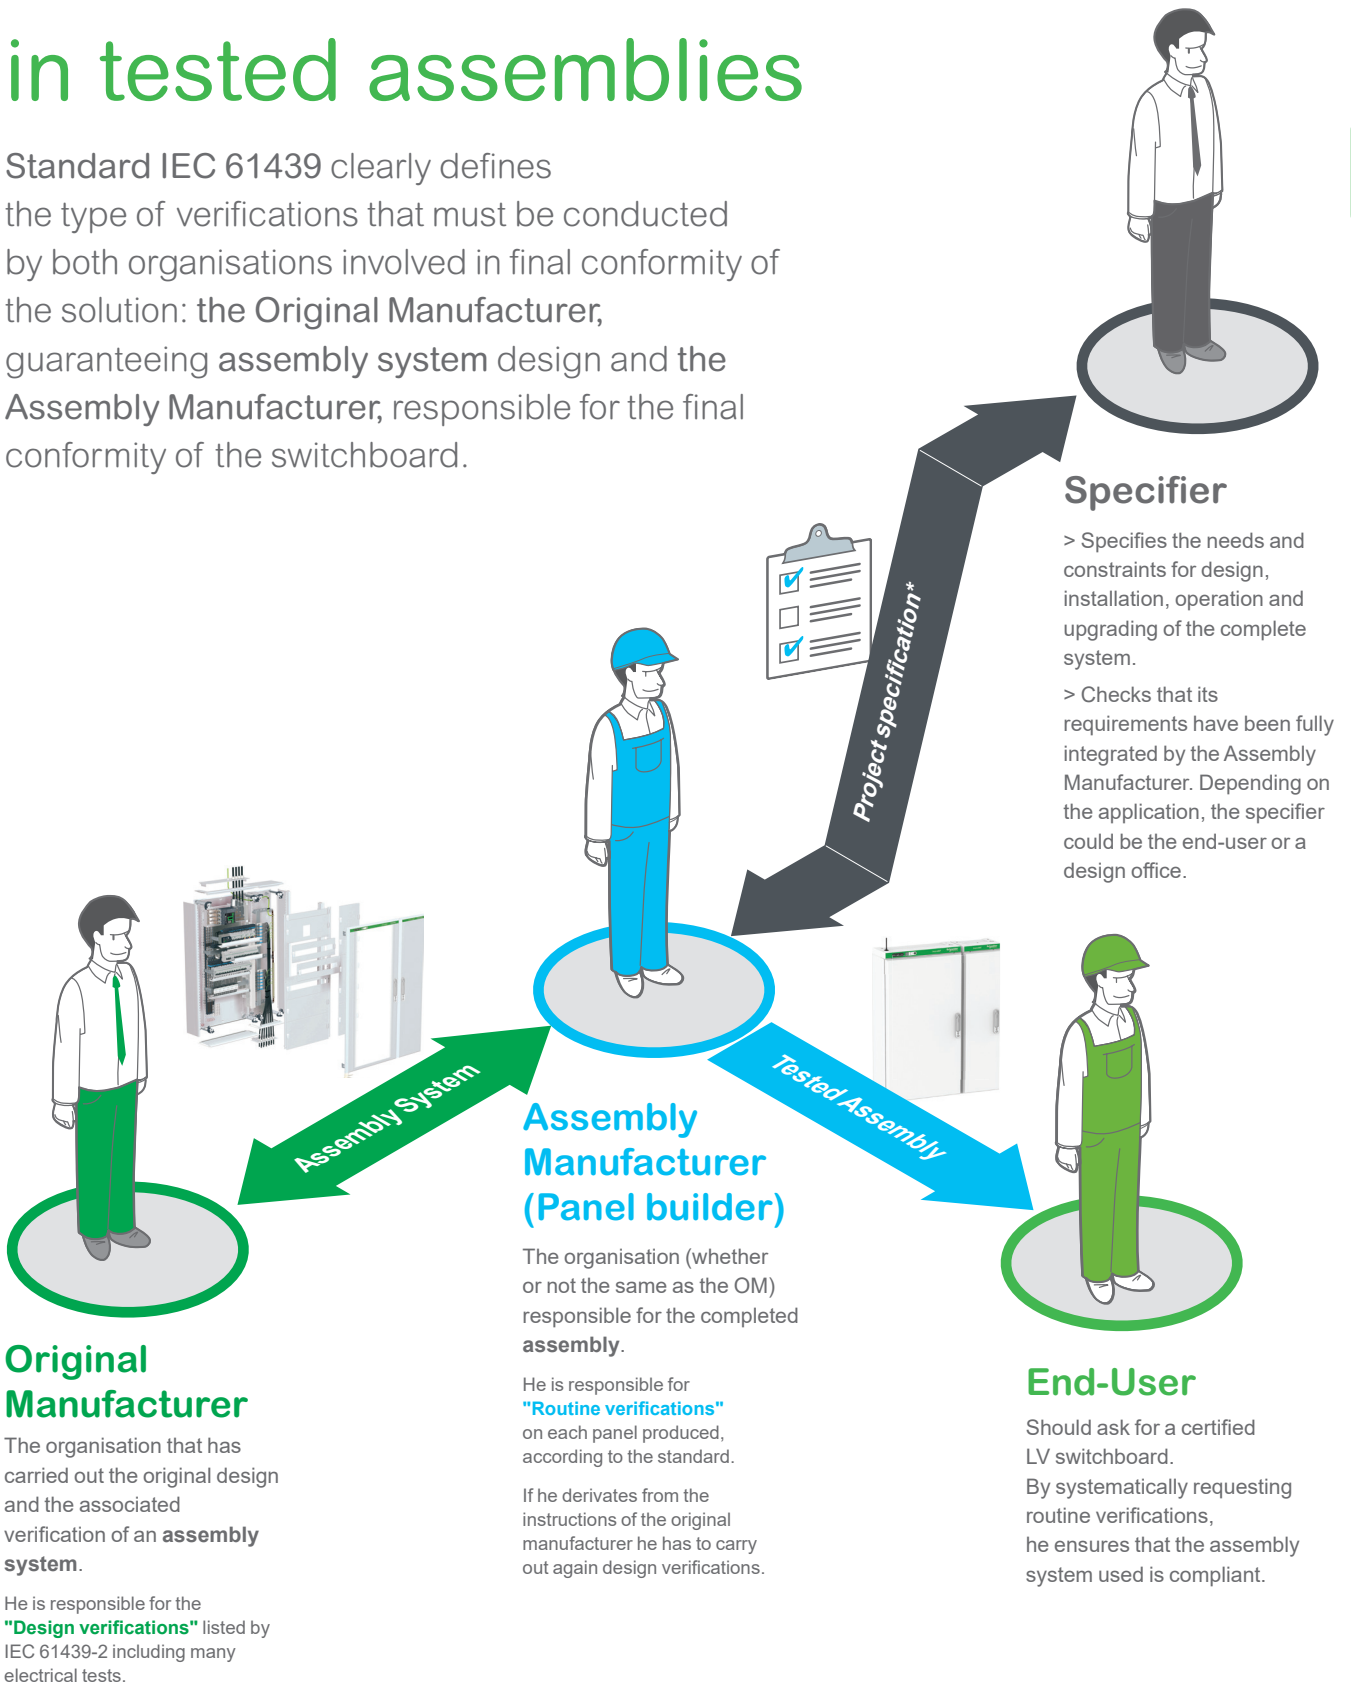 in tested assemblies
Standard IEC 61439 clearly defines
the type of verifications that must be conducted
by both organisations involved in final conformity of
the solution: the Original Manufacturer,
guaranteeing assembly system design and the
Assembly Manufacturer, responsible for the final
conformity of the switchboard.
Specifier
> Specifies the needs and
constraints for design,
installation, operation and
upgrading of the complete
system.
> Checks that its
requirements have been fully
integrated by the Assembly
Manufacturer. Depending on
the application, the specifier
could be the end-user or a
design office.
Project specification*
Assembly System
Tested Assembly
Assembly
Manufacturer
(Panel builder)
The organisation (whether
or not the same as the OM)
responsible for the completed
assembly.
He is responsible for
"Routine verifications"
on each panel produced,
according to the standard.
If he derivates from the
instructions of the original
manufacturer he has to carry
out again design verifications.
Original
Manufacturer
The organisation that has
carried out the original design
and the associated
verification of an assembly
system.
He is responsible for the
"Design verifications" listed by
IEC 61439-2 including many
electrical tests.
End-User
Should ask for a certified
LV switchboard.
By systematically requesting
routine verifications,
he ensures that the assembly
system used is compliant.